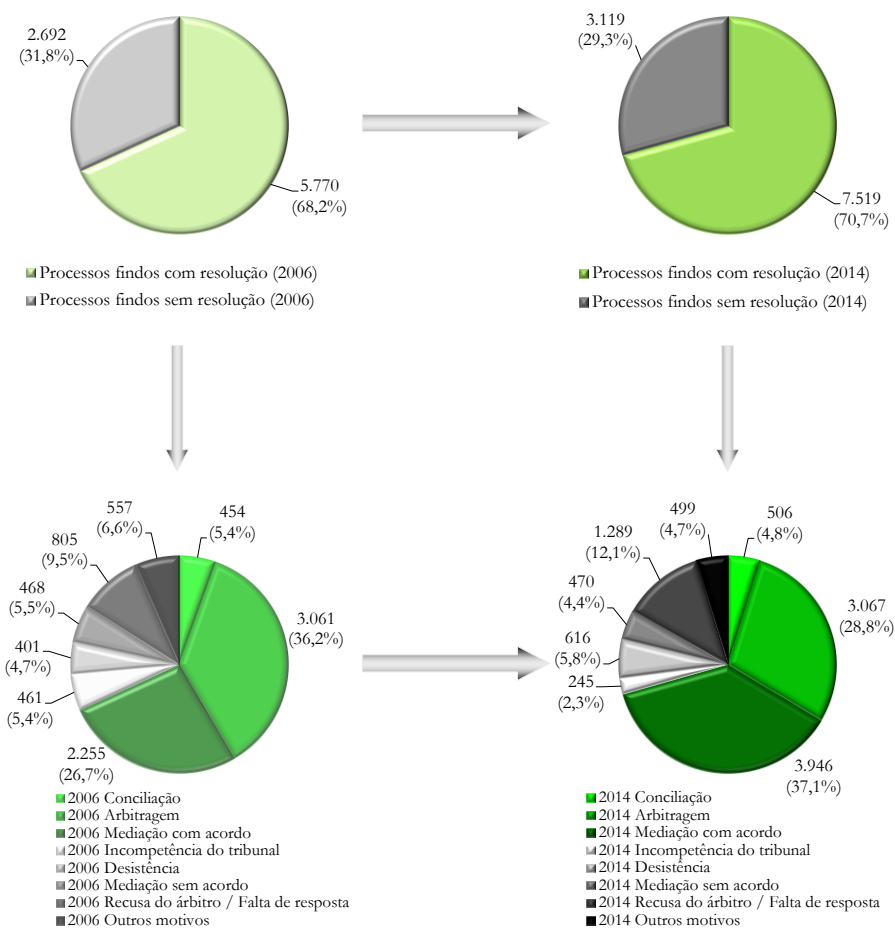 2.692
(31,8%)
5.770
(68,2%)
Processos findos com resolução (2006)
Processos findos sem resolução (2006)
3.119
(29,3%)
7.519
(70,7%)
Processos findos com resolução (2014)
Processos findos sem resolução (2014)
557
(6,6%)
454
(5,4%)
805
(9,5%)
468
(5,5%)
401
(4,7%)
461
(5,4%)
3.061
(36,2%)
2.255
(26,7%)
2006 Conciliação
2006 Arbitragem
2006 Mediação com acordo
2006 Incompetência do tribunal
2006 Desistência
2006 Mediação sem acordo
2006 Recusa do árbitro / Falta de resposta
2006 Outros motivos
499
(4,7%)
506
(4,8%)
1.289
(12,1%)
470
(4,4%)
616
(5,8%)
245
(2,3%)
3.067
(28,8%)
3.946
(37,1%)
2014 Conciliação
2014 Arbitragem
2014 Mediação com acordo
2014 Incompetência do tribunal
2014 Desistência
2014 Mediação sem acordo
2014 Recusa do árbitro / Falta de resposta
2014 Outros motivos